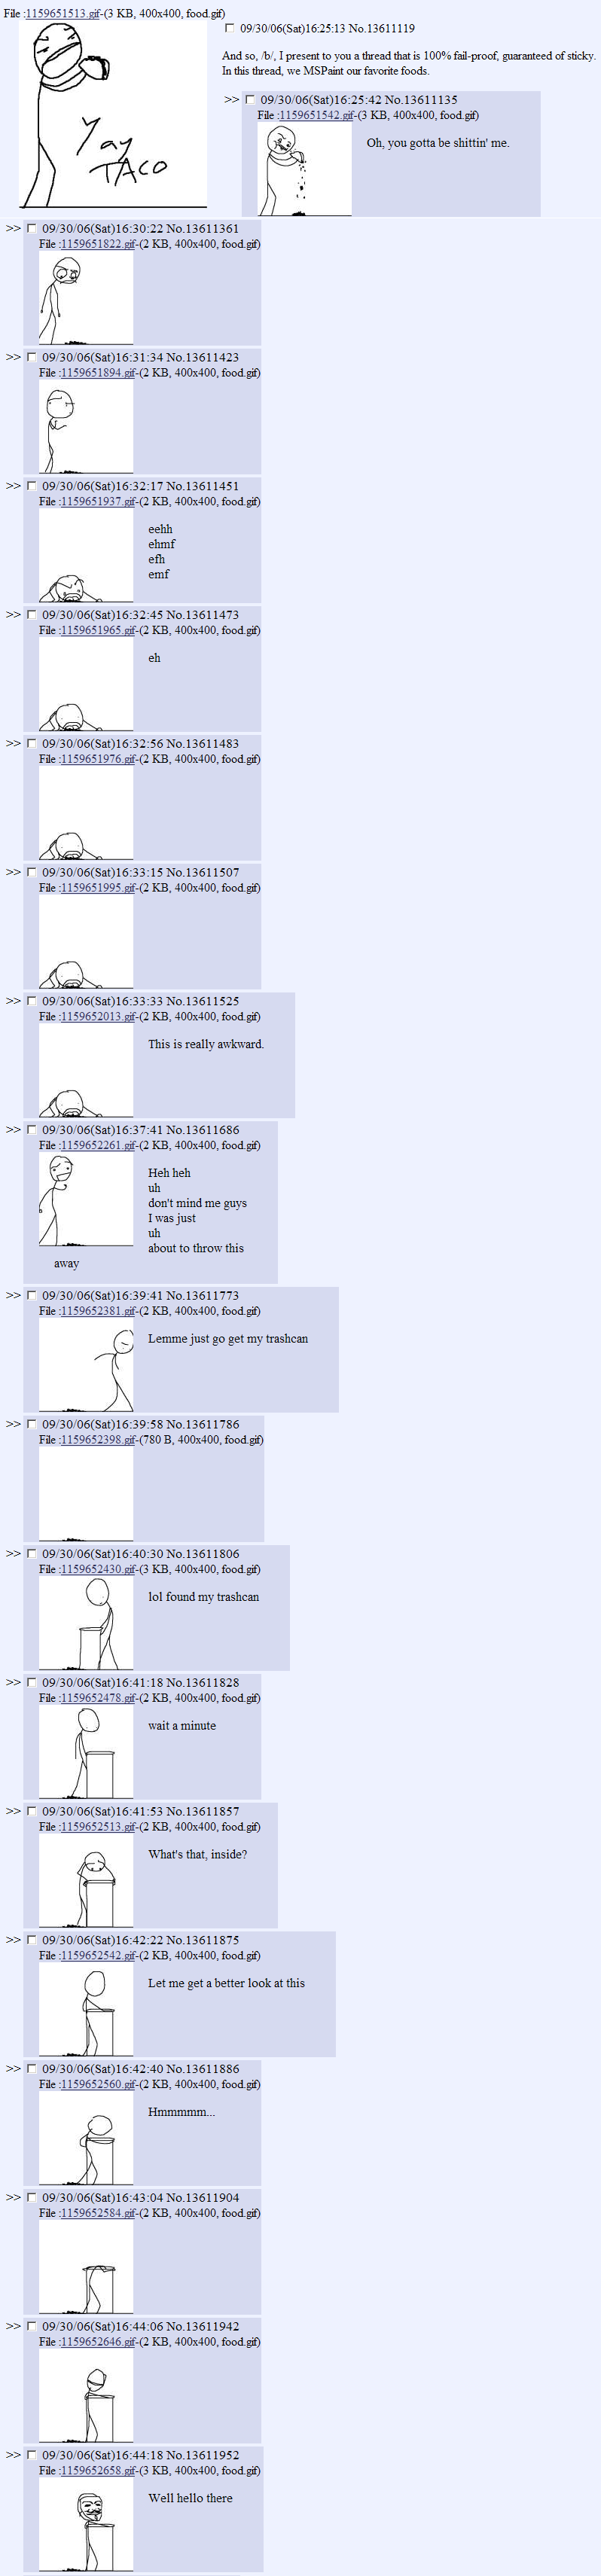 File :1159651513.gif-(3 KB, 400x400, food.gif)
Yay
TACO
09/30/06(Sat)16:25:13 No.13611119
And so, /b/, I present to you a thread that is 100% fail-proof, guaranteed of sticky.
In this thread, we MSPaint our favorite foods.
>> 09/30/06(Sat)16:25:42 No.13611135
File :1159651542.gif-(3 KB, 400x400, food.gif)
Oh, you gotta be shittin' me.
>> 09/30/06(Sat)16:30:22 No.13611361
File :1159651822.gif-(2 KB, 400x400, food.gif)
>> 09/30/06(Sat)16:31:34 No.13611423
File :1159651894.gif-(2 KB, 400x400, food.gif)
>> 09/30/06(Sat)16:32:17 No.13611451
File :1159651937.gif-(2 KB, 400x400, food.gif)
eehh
ehmf
efh
emf
>> 09/30/06(Sat)16:32:45 No.13611473
File :1159651965.gif-(2 KB, 400x400, food.gif)
eh
>> 09/30/06(Sat)16:32:56 No.13611483
File :1159651976.gif-(2 KB, 400x400, food.gif)
>> 09/30/06(Sat)16:33:15 No.13611507
File :1159651995.gif-(2 KB, 400x400, food.gif)
>> 09/30/06(Sat)16:33:33 No.13611525
File :1159652013.gif-(2 KB, 400x400, food.gif)
This is really awkward.
>> 09/30/06(Sat)16:37:41 No.13611686
File :1159652261.gif-(2 KB, 400x400, food.gif)
Heh heh
uh
don't mind me guys
I was just
uh
about to throw this
away
>> 09/30/06(Sat)16:39:41 No.13611773
File :1159652381.gif-(2 KB, 400x400, food.gif)
Lemme just go get my trashcan
>> 09/30/06(Sat)16:39:58 No.13611786
File :1159652398.gif-(780 B, 400x400, food.gif)
>> 09/30/06(Sat)16:40:30 No.13611806
File :1159652430.gif-(3 KB, 400x400, food.gif)
lol found my trashcan
>> 09/30/06(Sat)16:41:18 No.13611828
File :1159652478.gif-(2 KB, 400x400, food.gif)
wait a minute
>> 09/30/06(Sat)16:41:53 No.13611857
File :1159652513.gif-(2 KB, 400x400, food.gif)
What's that, inside?
>> 09/30/06(Sat)16:42:22 No.13611875
File :1159652542.gif-(2 KB, 400x400, food.gif)
Let me get a better look at this
>> 09/30/06(Sat)16:42:40 No.13611886
File :1159652560.gif-(2 KB, 400x400, food.gif)
Hmmmmm...
>> 09/30/06(Sat)16:43:04 No.13611904
File :1159652584.gif-(2 KB, 400x400, food.gif)
>> 09/30/06(Sat)16:44:06 No.13611942
File :1159652646.gif-(2 KB, 400x400, food.gif)
>> 09/30/06(Sat)16:44:18 No.13611952
File :1159652658.gif-(3 KB, 400x400, food.gif)
Well hello there